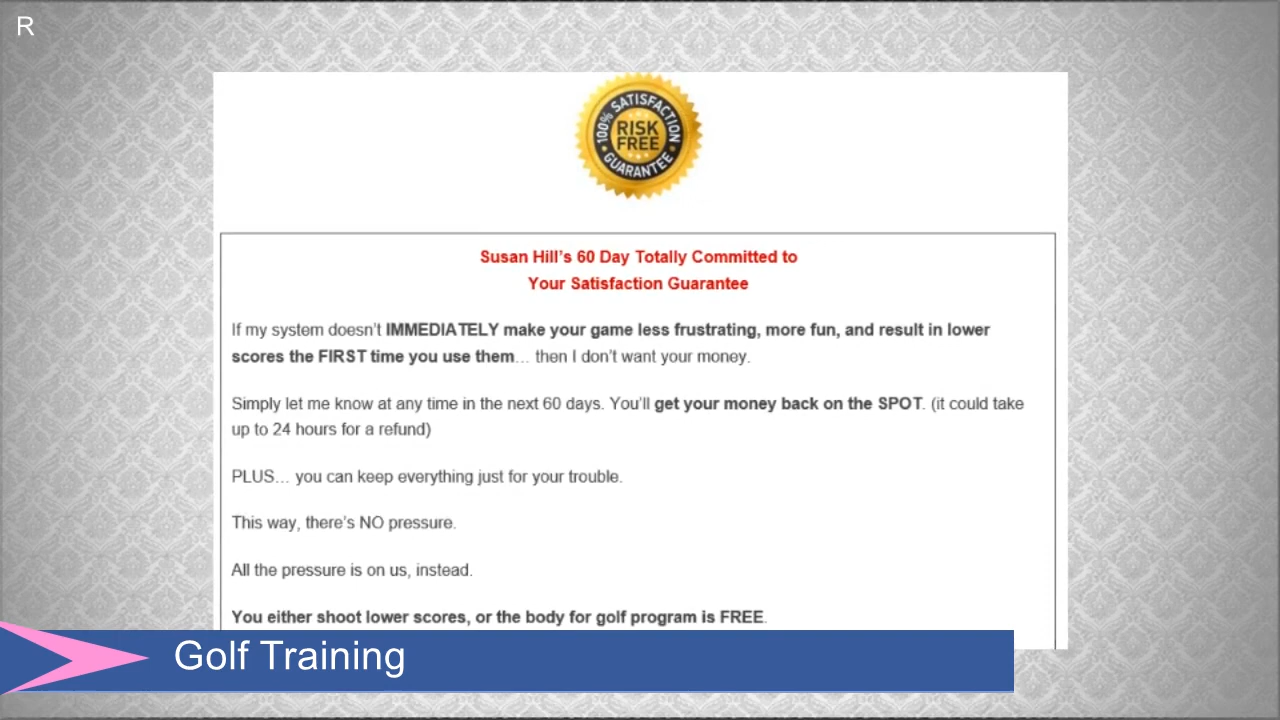 R
100% SATISFACTION
RISK
FREE
GUARANTEE
Susan Hill's 60 Day Totally Committed to
Your Satisfaction Guarantee
If my system doesn't IMMEDIATELY make your game less frustrating, more fun, and result in lower
scores the FIRST time you use them… then I don't want your money.
Simply let me know at any time in the next 60 days. You'll get your money back on the SPOT. (it could take
up to 24 hours for a refund)
PLUS… you can keep everything just for your trouble.
This way, there's NO pressure.
All the pressure is on us, instead.
You either shoot lower scores, or the body for golf program is FREE.
Golf Training